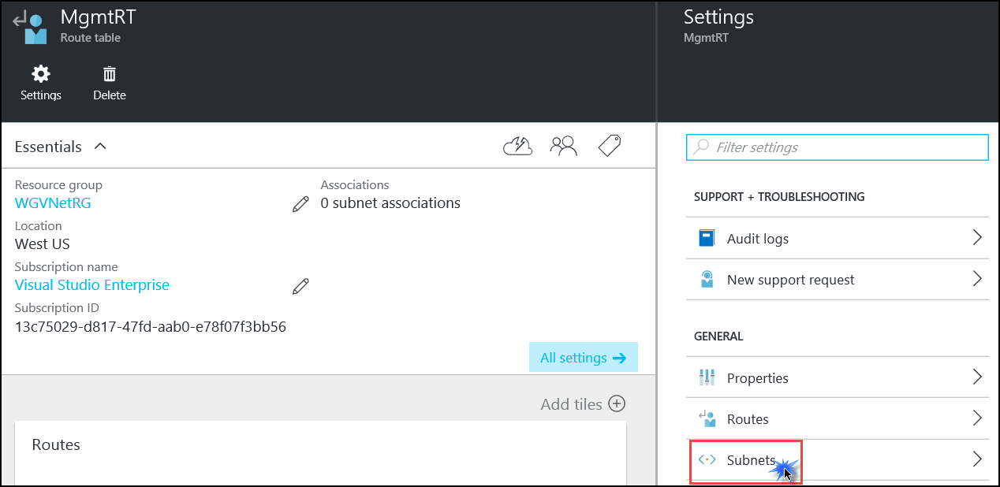 MgmtRT
Route table
Settings
Delete
Essentials
Resource group
WGVNetRG
Location
West US
Subscription name
Visual Studio Enterprise
Subscription ID
13c75029-d817-47fd-aab0-e78f07f3bb56
Associations
0 subnet associations
All settings
Add tiles
Routes
Settings
MgmtRT
Filter settings
SUPPORT + TROUBLESHOOTING
Audit logs
New support request
GENERAL
Properties
Routes
Subnets